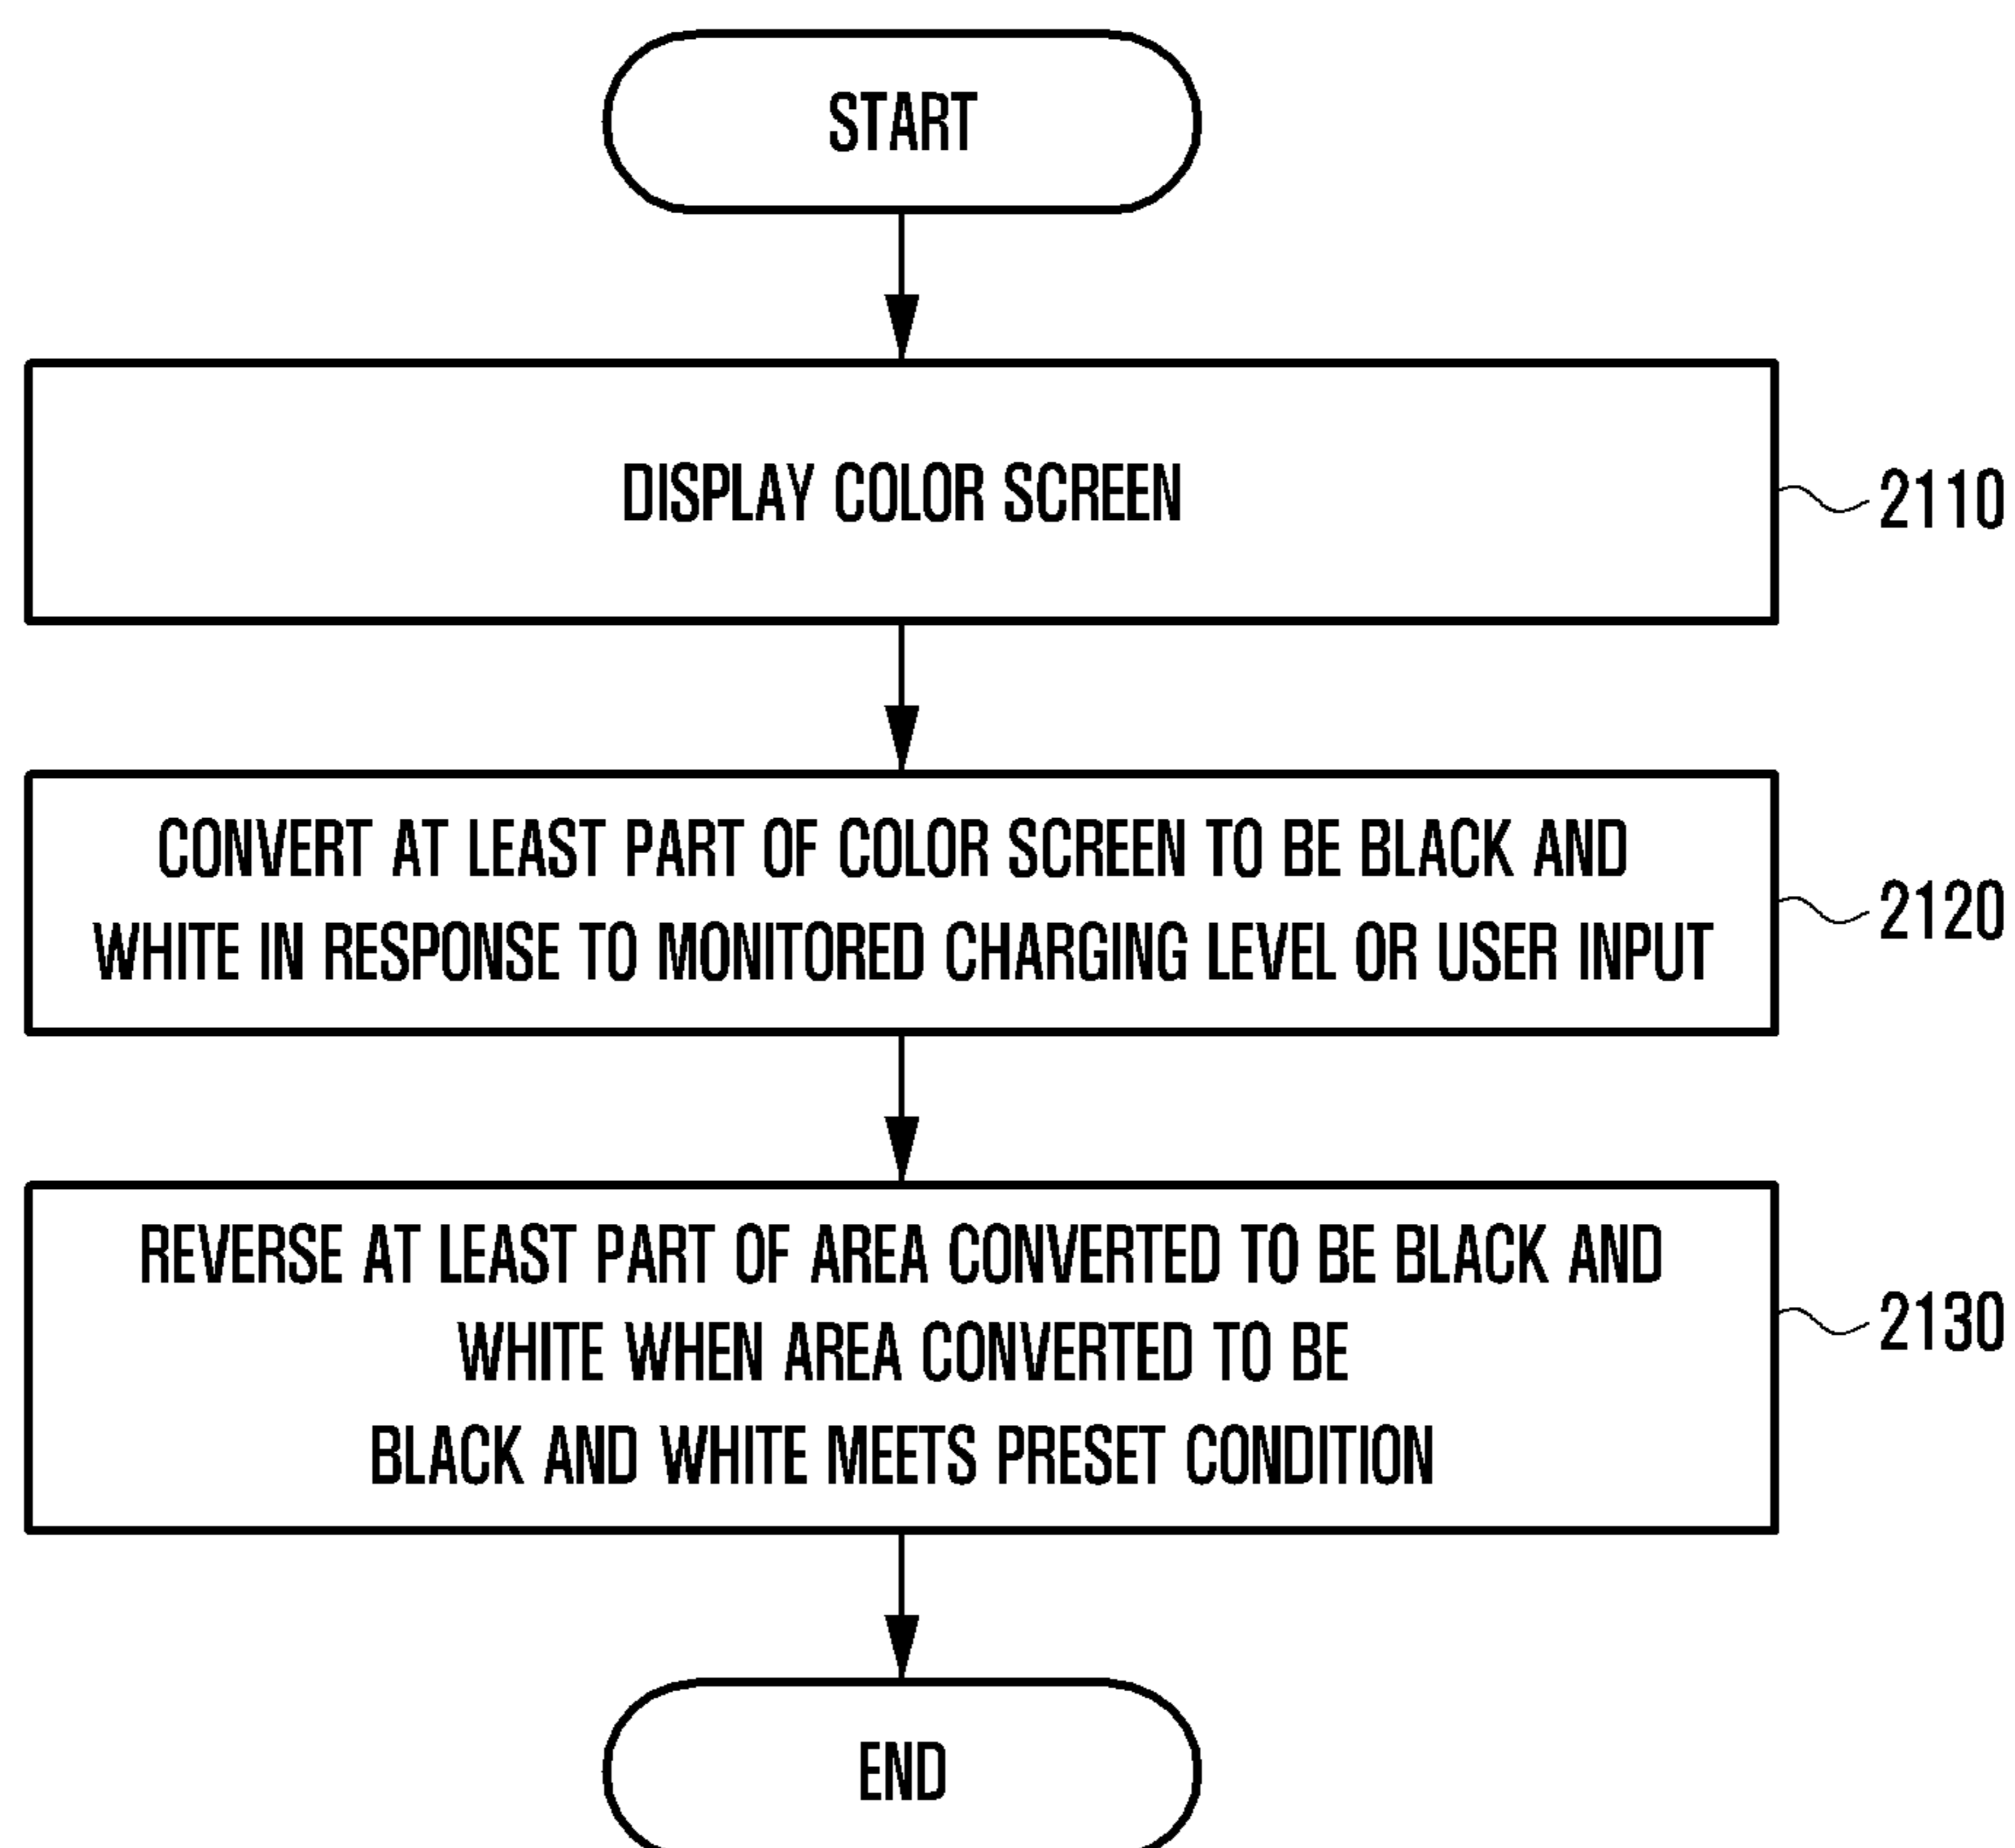 START
DISPLAY COLOR SCREEN
2110
CONVERT AT LEAST PART OF COLOR SCREEN TO BE BLACK AND
WHITE IN RESPONSE TO MONITORED CHARGING LEVEL OR USER INPUT
2120
REVERSE AT LEAST PART OF AREA CONVERTED TO BE BLACK AND
WHITE WHEN AREA CONVERTED TO BE
BLACK AND WHITE MEETS PRESET CONDITION
2130
END